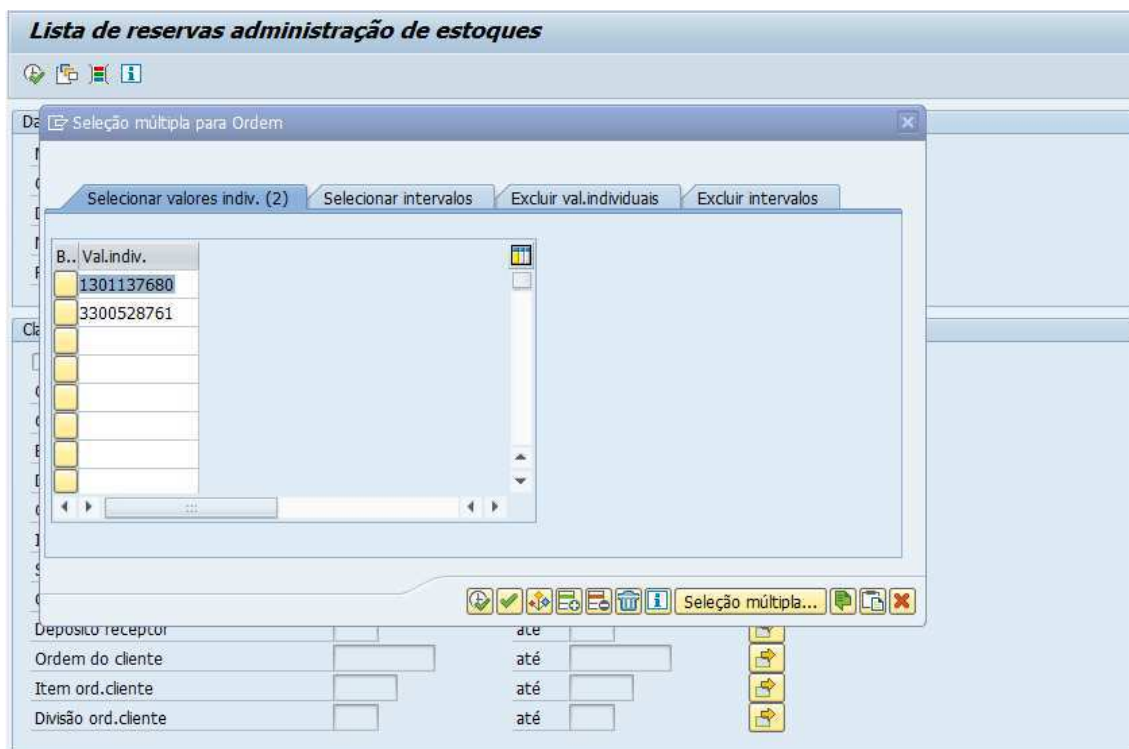 Lista de reservas administração de estoques
Seleção múltipla para Ordem
Selecionar valores indiv. (2) Selecionar intervalos Excluir val.individuais Excluir intervalos
B.. Val.indiv.
1301137680
3300528761
Seleção múltipla...
Depósito receptor até
Ordem do cliente até
Item ord.cliente até
Divisão ord.cliente até